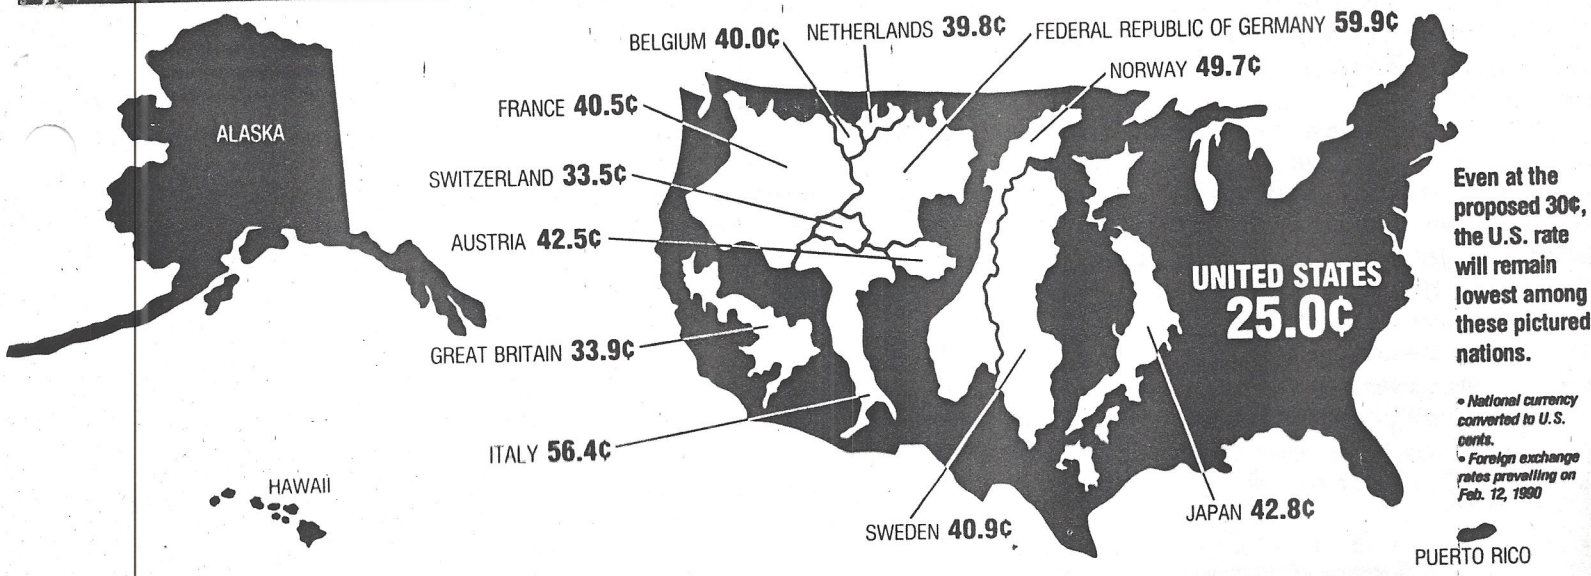 BELGIUM 40.0¢
NETHERLANDS 39.8¢
FEDERAL REPUBLIC OF GERMANY 59.9¢
NORWAY 49.7¢
FRANCE 40.5¢
ALASKA
SWITZERLAND 33.5¢
AUSTRIA 42.5¢
UNITED STATES
25.0¢
GREAT BRITAIN 33.9¢
ITALY 56.4¢
HAWAII
SWEDEN 40.9¢
JAPAN 42.8¢
Even at the
proposed 30¢,
the U.S. rate
will remain
lowest among
these pictured
nations.
• National currency
converted to U.S.
cents.
• Foreign exchange
rates prevailing on
Feb. 12, 1990
PUERTO RICO